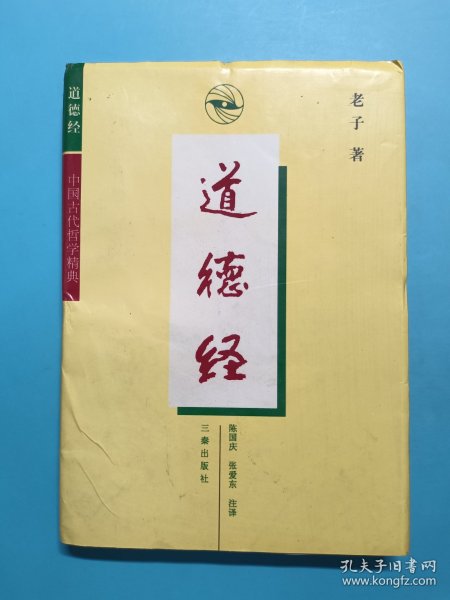 道德经
中国古代哲学精典
老子 著
道德经
陈国庆 张爱东 注译
三秦出版社
孔夫子旧书网
www.kongfz.com